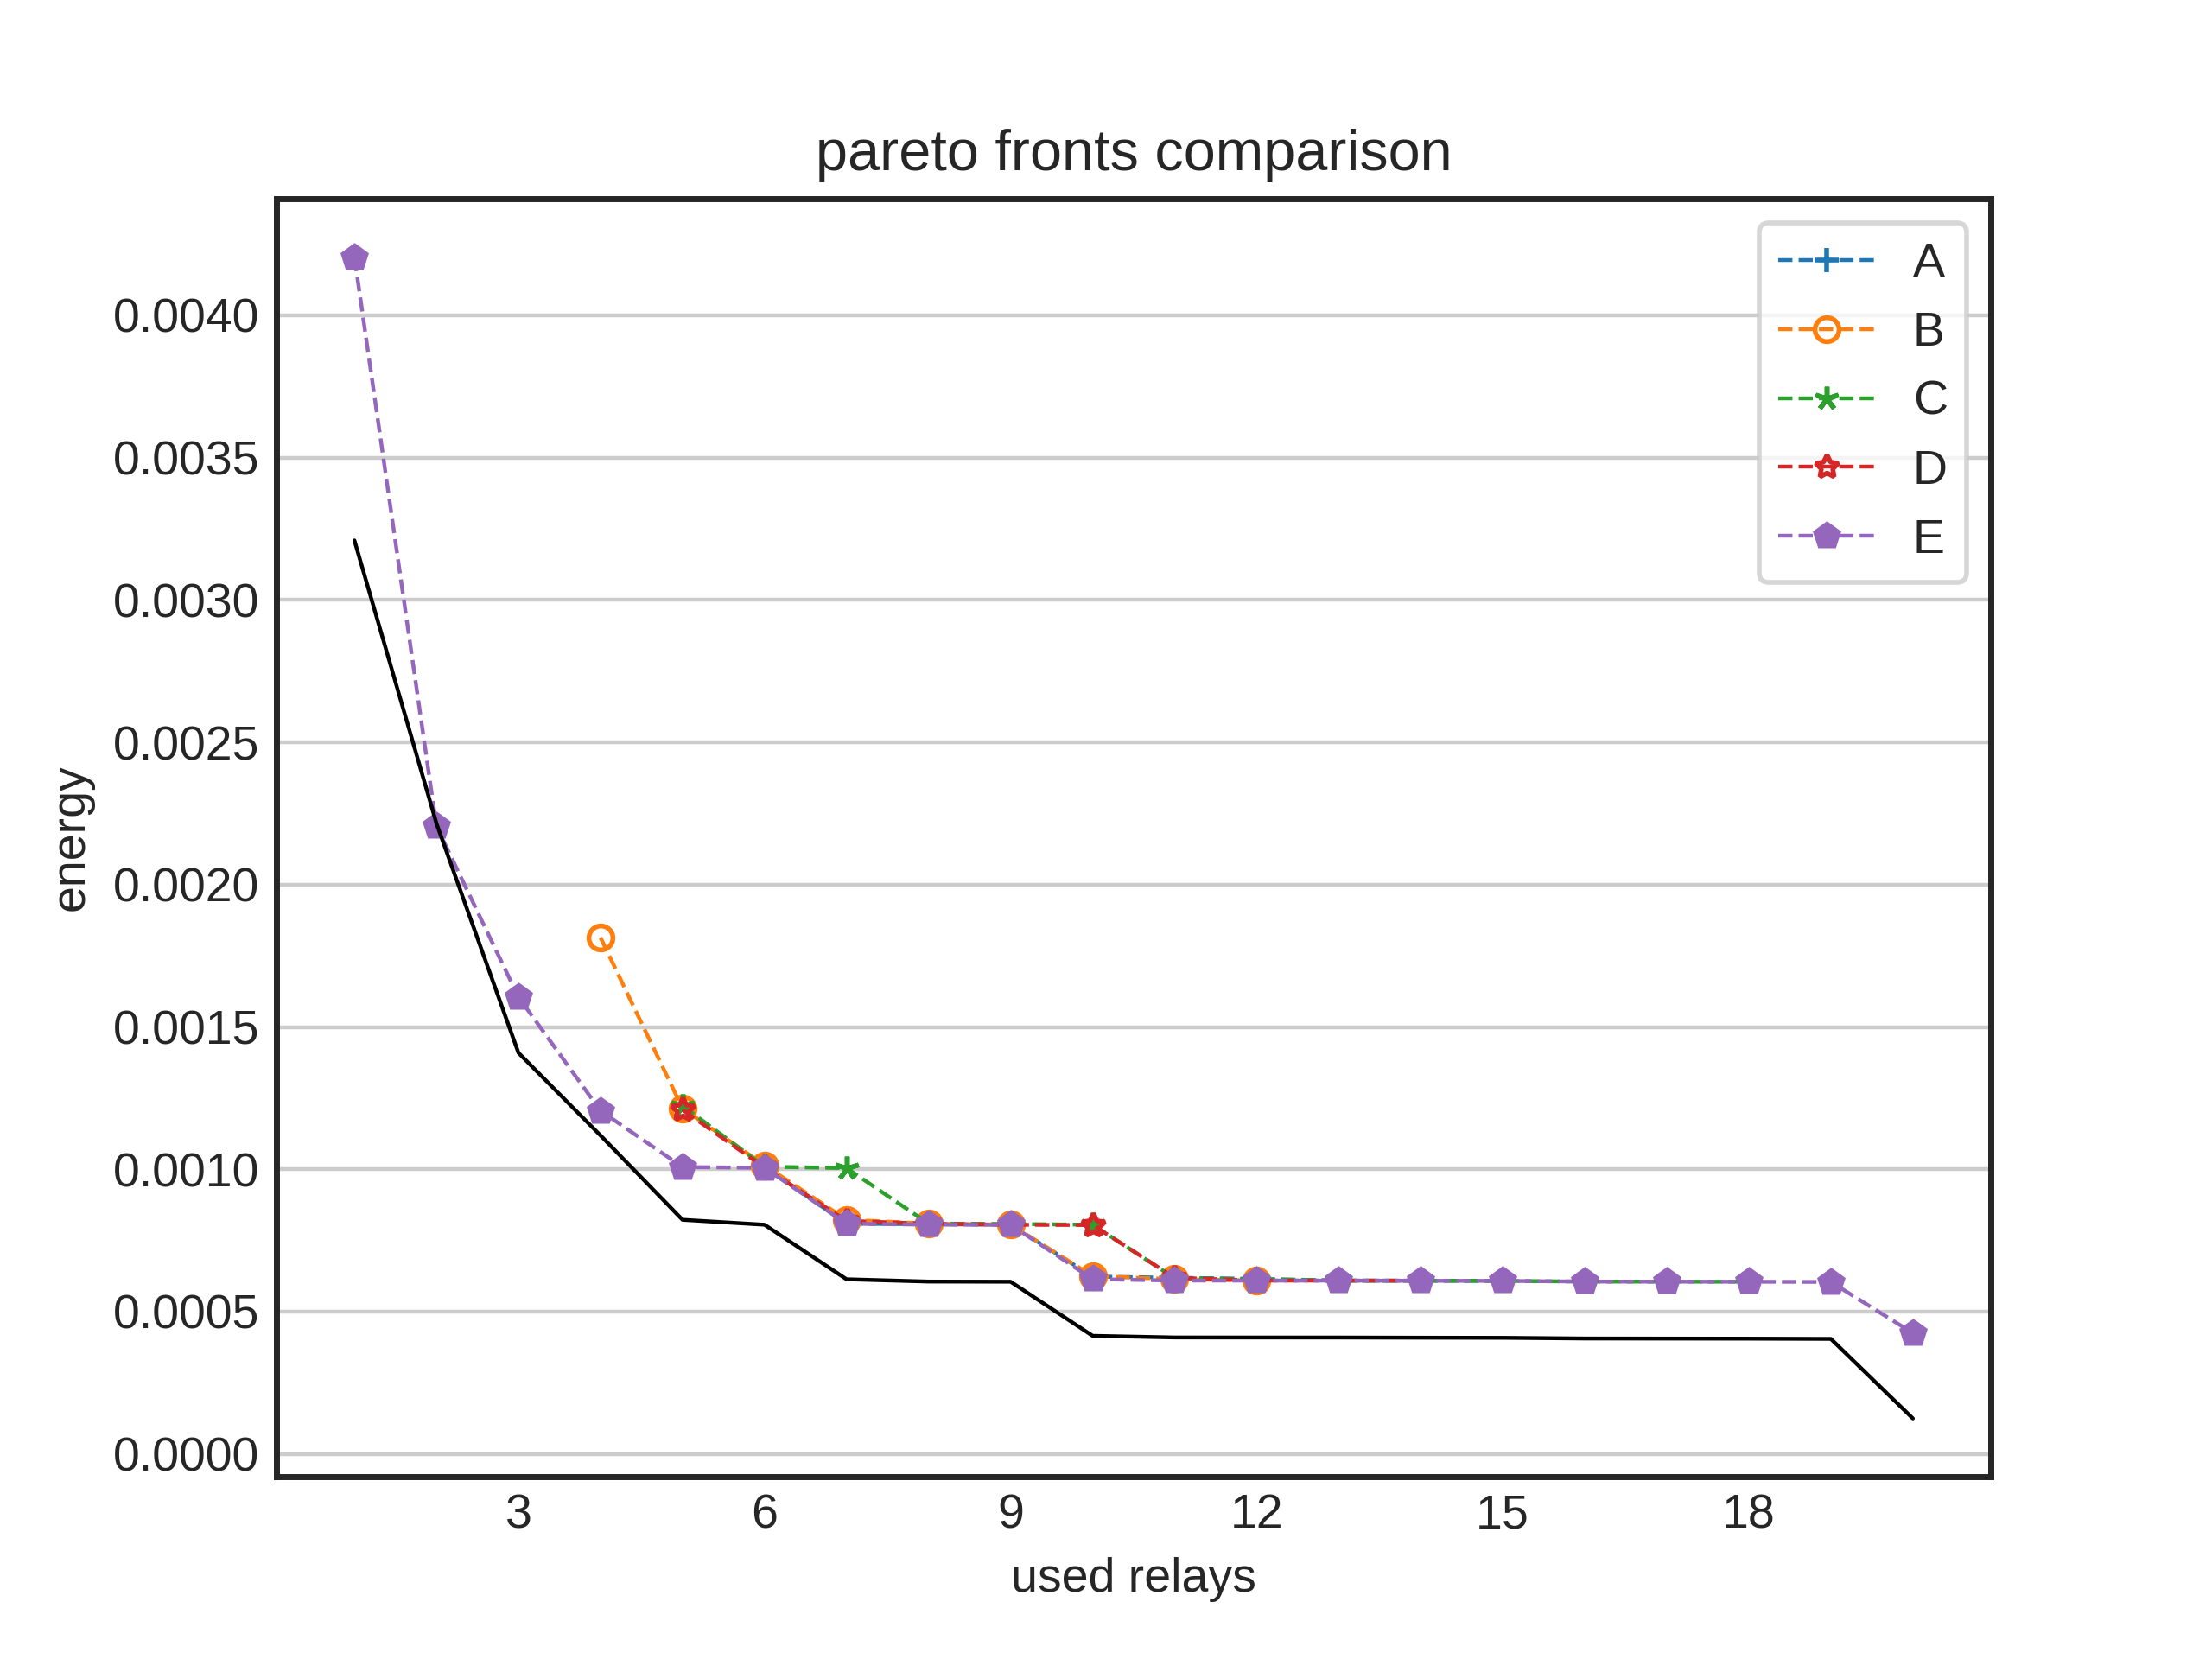 pareto fronts comparison
A
B
C
D
E
0.0040
0.0035
0.0030
0.0025
0.0020
0.0015
0.0010
0.0005
0.0000
energy
3 6 9 12 15 18
used relays